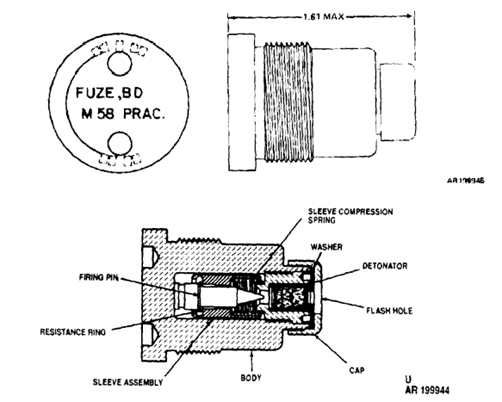 1.61 MAX
FUZE, BD
M 58 PRAC.
AR 199945
SLEEVE COMPRESSION
SPRING
WASHER
DETONATOR
FIRING PIN
FLASH HOLE
RESISTANCE RING
CAP
SLEEVE ASSEMBLY
BODY
U
AR 199944